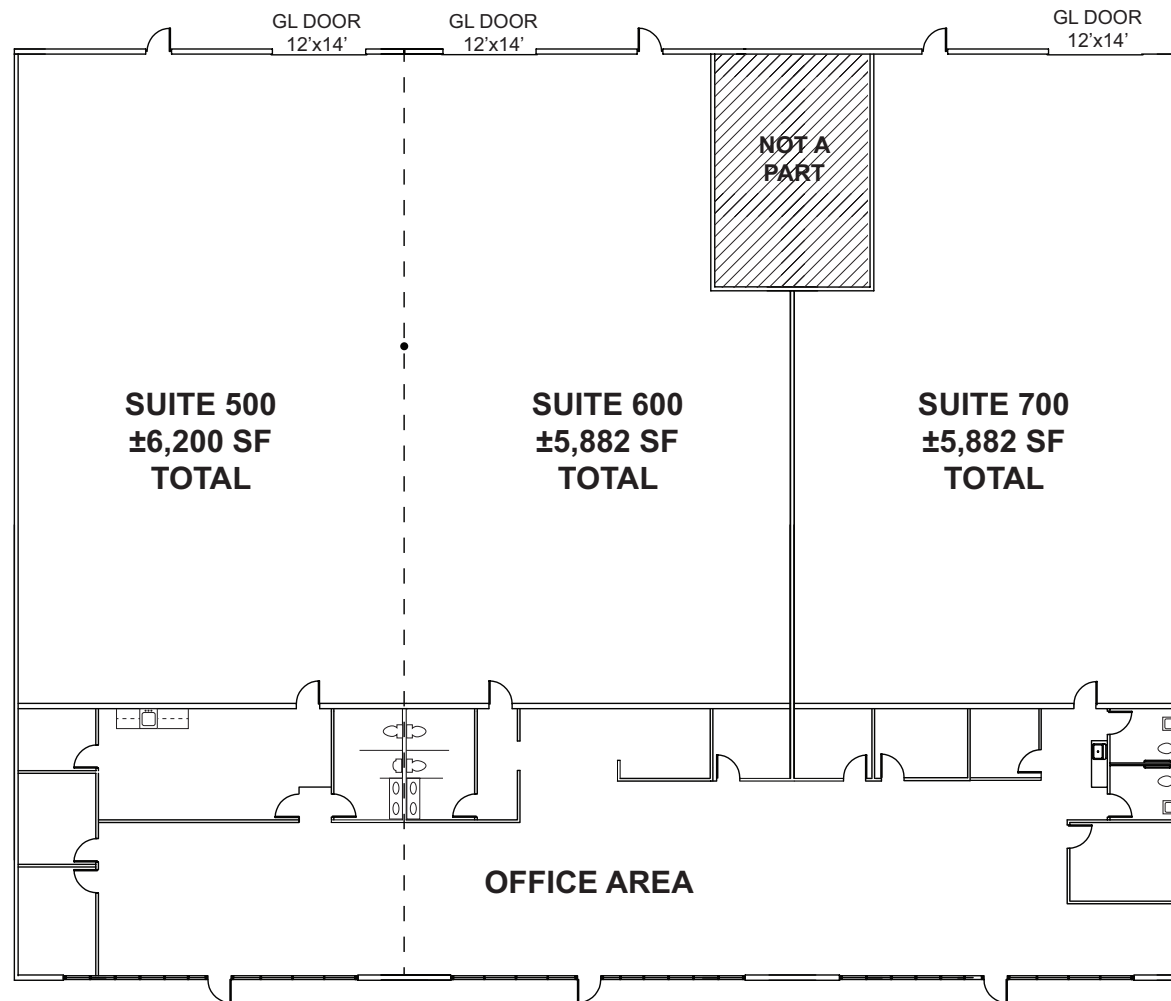 GL DOOR
12’x14’
GL DOOR
12’x14’
GL DOOR
12’x14’
NOT A
PART
SUITE 500
±6,200 SF
TOTAL
SUITE 600
±5,882 SF
TOTAL
SUITE 700
±5,882 SF
TOTAL
OFFICE AREA